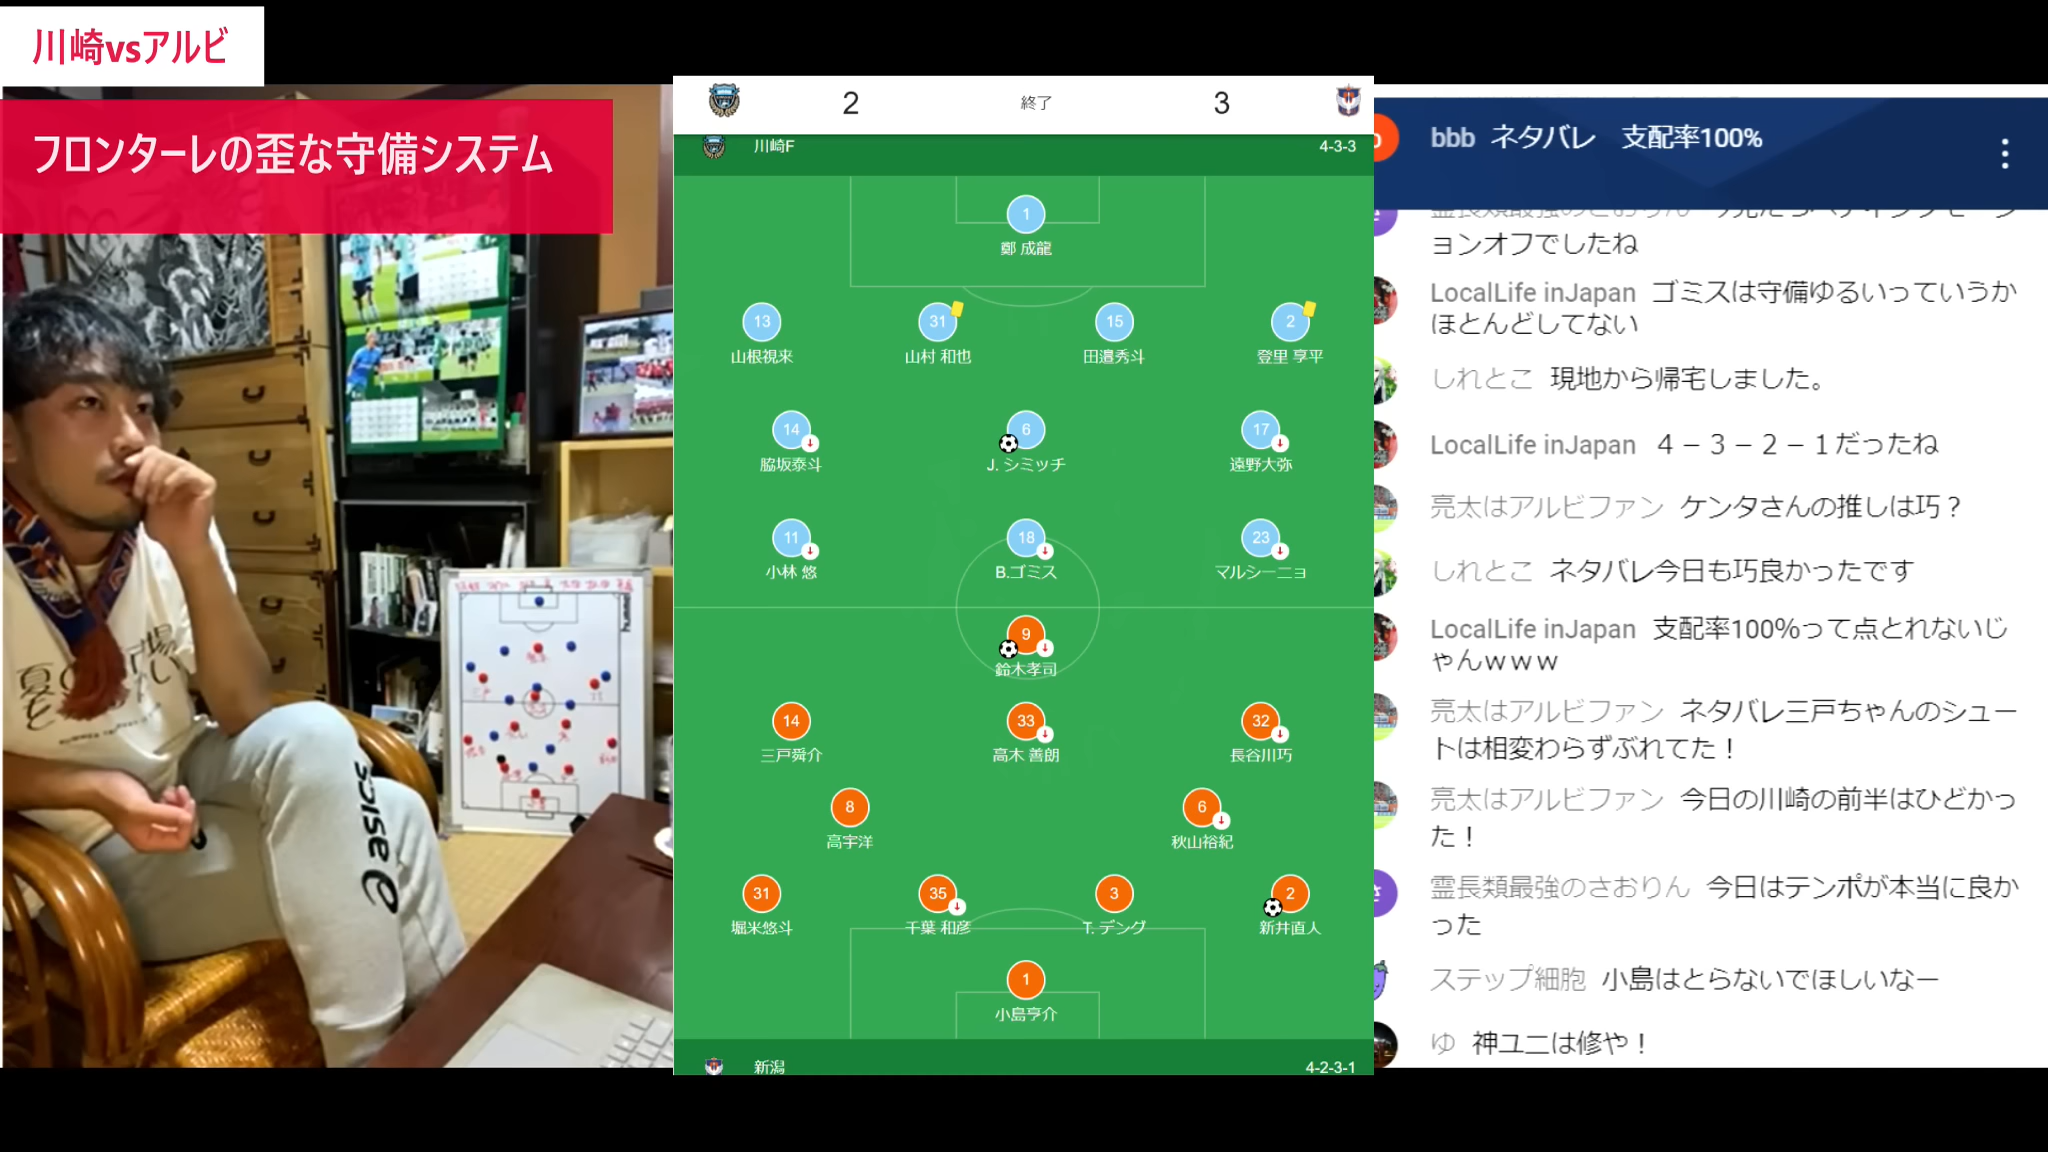 川崎vsアルビ
フロンターレの歪な守備システム
asics
2
終了
3
川崎F
4-3-3
1
鄭 成龍
13
31
15
2
山根視来
山村 和也
田邉秀斗
登里 享平
14
6
17
脇坂泰斗
J. シミッチ
遠野大弥
11
18
23
小林 悠
B.ゴミス
マルシーニョ
9
鈴木孝司
14
33
32
三戸舜介
高木 善朗
長谷川巧
8
6
高宇洋
秋山裕紀
31
35
3
2
堀米悠斗
千葉 和彦
T. デング
新井直人
1
小島亨介
新潟
4-2-3-1
bbb ネタバレ 支配率100%
ョンオフでしたね
LocalLife inJapan ゴミスは守備ゆるいっていうか
ほとんどしてない
しれとこ 現地から帰宅しました。
LocalLife inJapan ４－３－２－１だったね
亮太はアルビファン ケンタさんの推しは巧？
しれとこ ネタバレ今日も巧良かったです
LocalLife inJapan 支配率100%って点とれないじ
ゃんｗｗｗ
亮太はアルビファン ネタバレ三戸ちゃんのシュー
トは相変わらずぶれてた！
亮太はアルビファン 今日の川崎の前半はひどかっ
た！
霊長類最強のさおりん 今日はテンポが本当に良か
った
ステップ細胞 小島はとらないでほしいなー
ゆ 神ユニは修や！